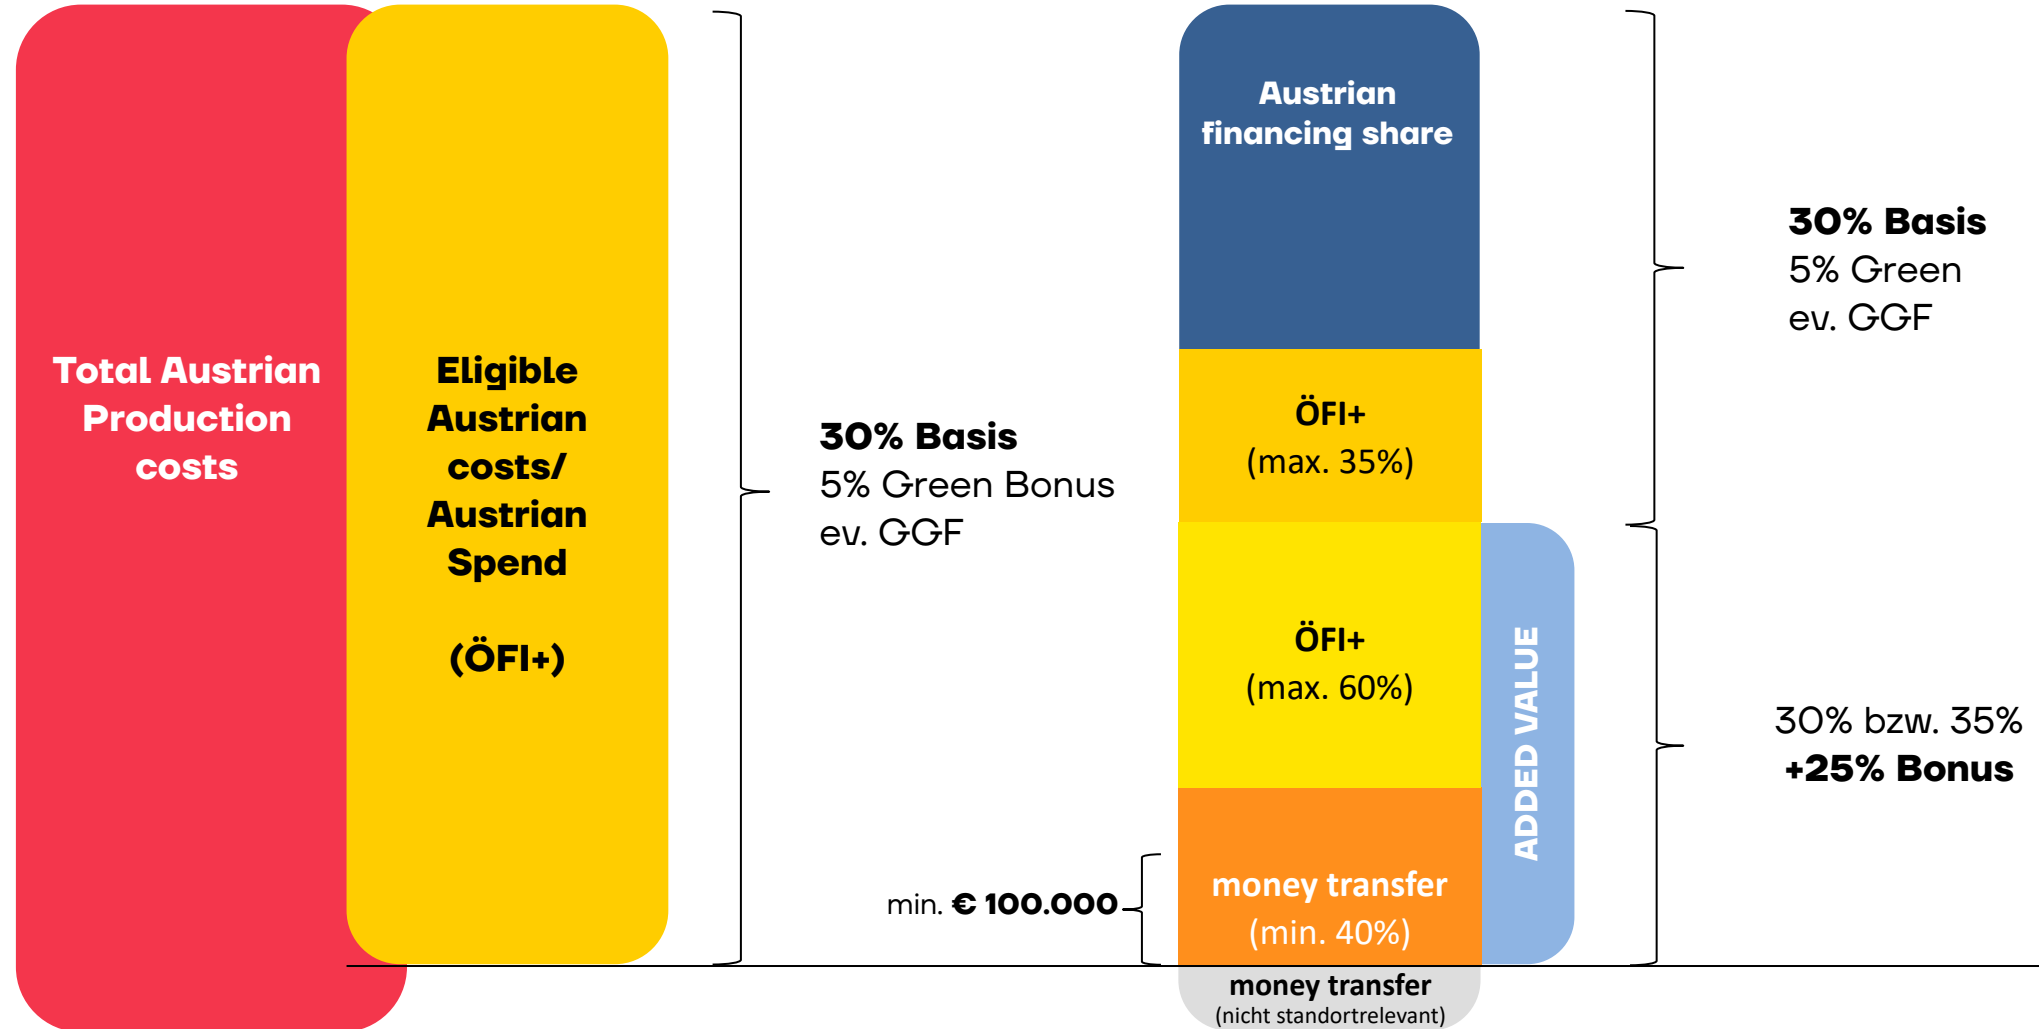 Total Austrian
Production
costs
Eligible
Austrian
costs/
Austrian
Spend
(ÖFI+)
30% Basis
5% Green Bonus
ev. GGF
min. € 100.000
Austrian
financing share
ÖFI+
(max. 35%)
ÖFI+
(max. 60%)
money transfer
(min. 40%)
money transfer
(nicht standortrelevant)
ADDED VALUE
30% Basis
5% Green
ev. GGF
30% bzw. 35%
+25% Bonus